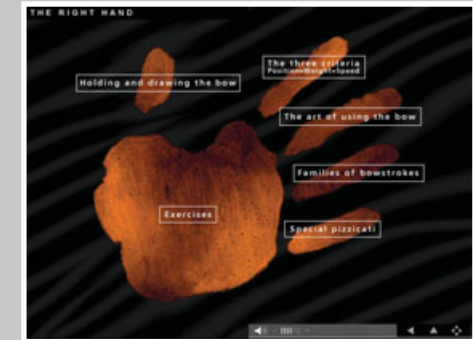 THE RIGHT HAND
Holding and drawing the bow
The three criteria
Position=Weight=Speed
The art of using the bow
Families of bowstrokes
Exercises
Special pizzicati